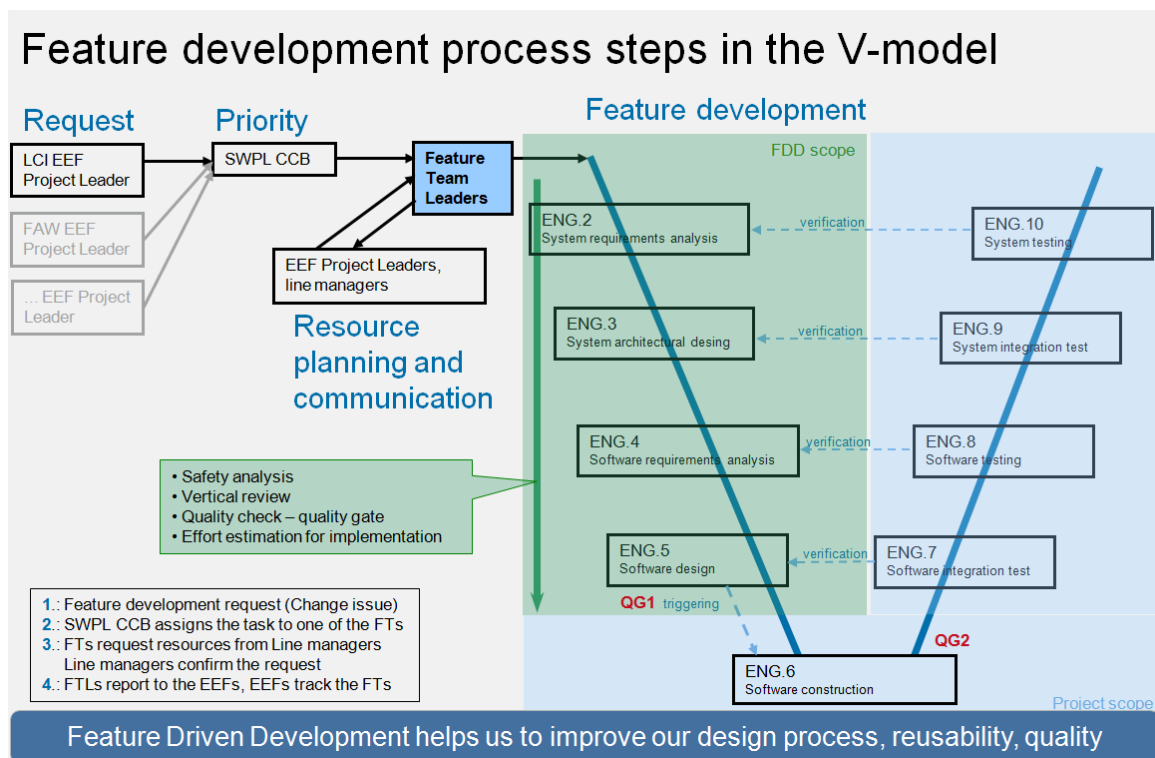 Feature development process steps in the V-model
Request
Priority
Feature development
LCI EEF
Project Leader
FAW EEF
Project Leader
... EEF Project
Leader
SWPL CCB
Feature
Team
Leaders
EEF Project Leaders,
line managers
Resource
planning and
communication
FDD scope
ENG.2
System requirements analysis
verification
ENG.10
System testing
ENG.3
System architectural desing
verification
ENG.9
System integration test
ENG.4
Software requirements analysis
verification
ENG.8
Software testing
ENG.5
Software design
verification
ENG.7
Software integration test
QG1 triggering
QG2
ENG.6
Software construction
Project scope
• Safety analysis
• Vertical review
• Quality check – quality gate
• Effort estimation for implementation
1.: Feature development request (Change issue)
2.: SWPL CCB assigns the task to one of the FTs
3.: FTs request resources from Line managers
Line managers confirm the request
4.: FTLs report to the EEFs, EEFs track the FTs
Feature Driven Development helps us to improve our design process, reusability, quality